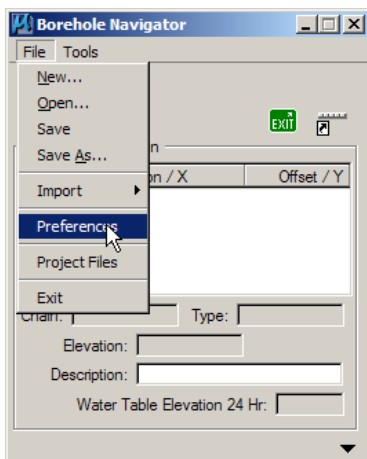 Borehole Navigator
File Tools
New...
Open...
Save
Save As...
Import
Preferences
Project Files
Exit
EXIT
n
on / X Offset / Y
Chain: Type:
Elevation:
Description:
Water Table Elevation 24 Hr: